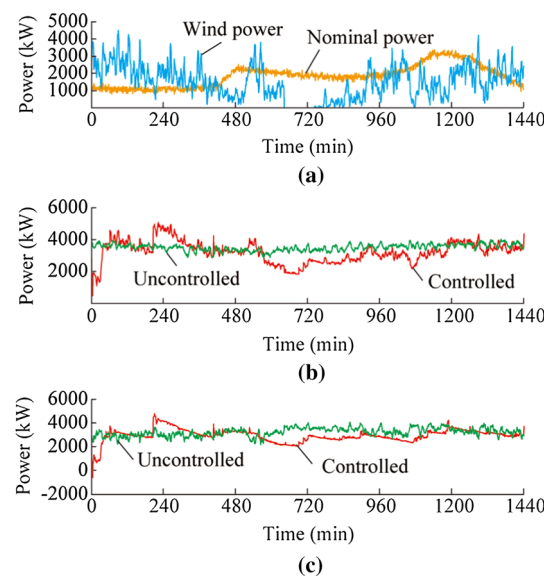 (a)
Power (kW)
5000
4000
3000
2000
1000
Wind power
Nominal power
0 240 480 720 960 1200 1440
Time (min)
(a)
Power (kW)
6000
4000
2000
Uncontrolled
Controlled
0 240 480 720 960 1200 1440
Time (min)
(b)
Power (kW)
6000
4000
2000
0
-2000
Uncontrolled
Controlled
0 240 480 720 960 1200 1440
Time (min)
(c)